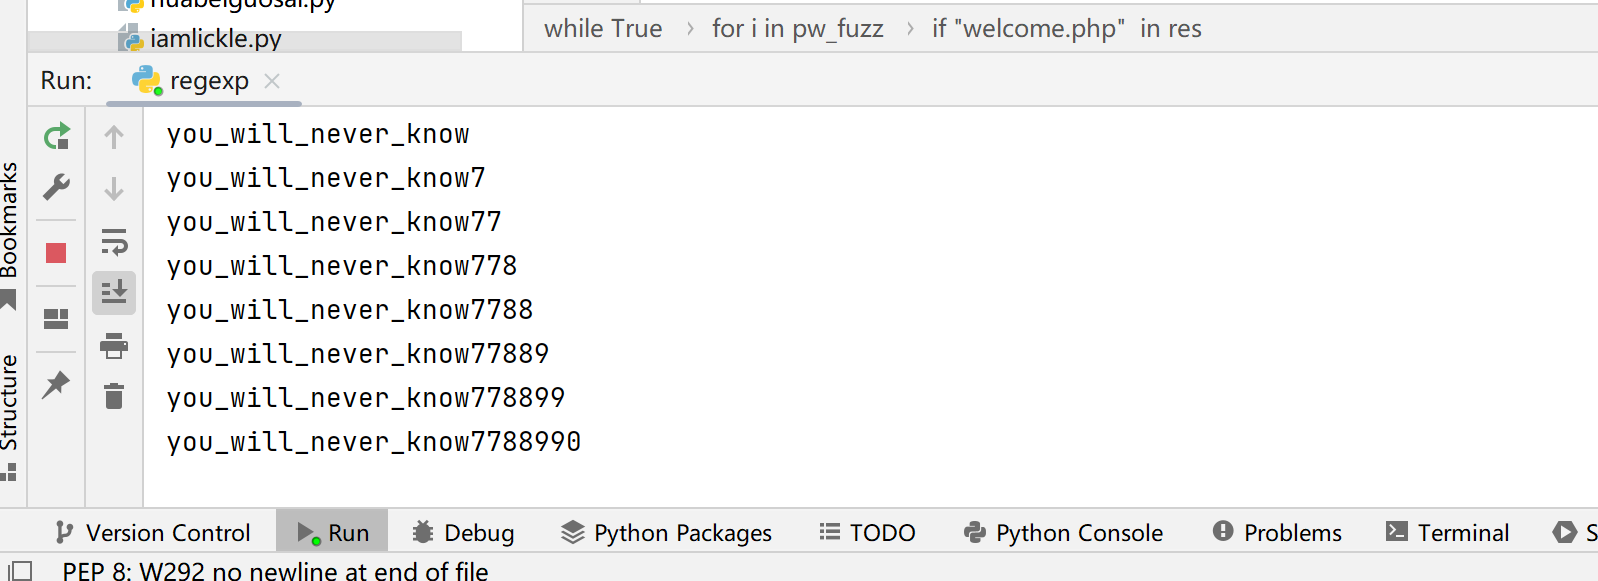 huabeiguosai.py
iamlickle.py
while True › for i in pw_fuzz › if "welcome.php" in res
Run: regexp
Bookmarks
Structure
you_will_never_know
you_will_never_know7
you_will_never_know77
you_will_never_know778
you_will_never_know7788
you_will_never_know77889
you_will_never_know778899
you_will_never_know7788990
Version Control Run Debug Python Packages TODO Python Console Problems Terminal S
PEP 8: W292 no newline at end of file